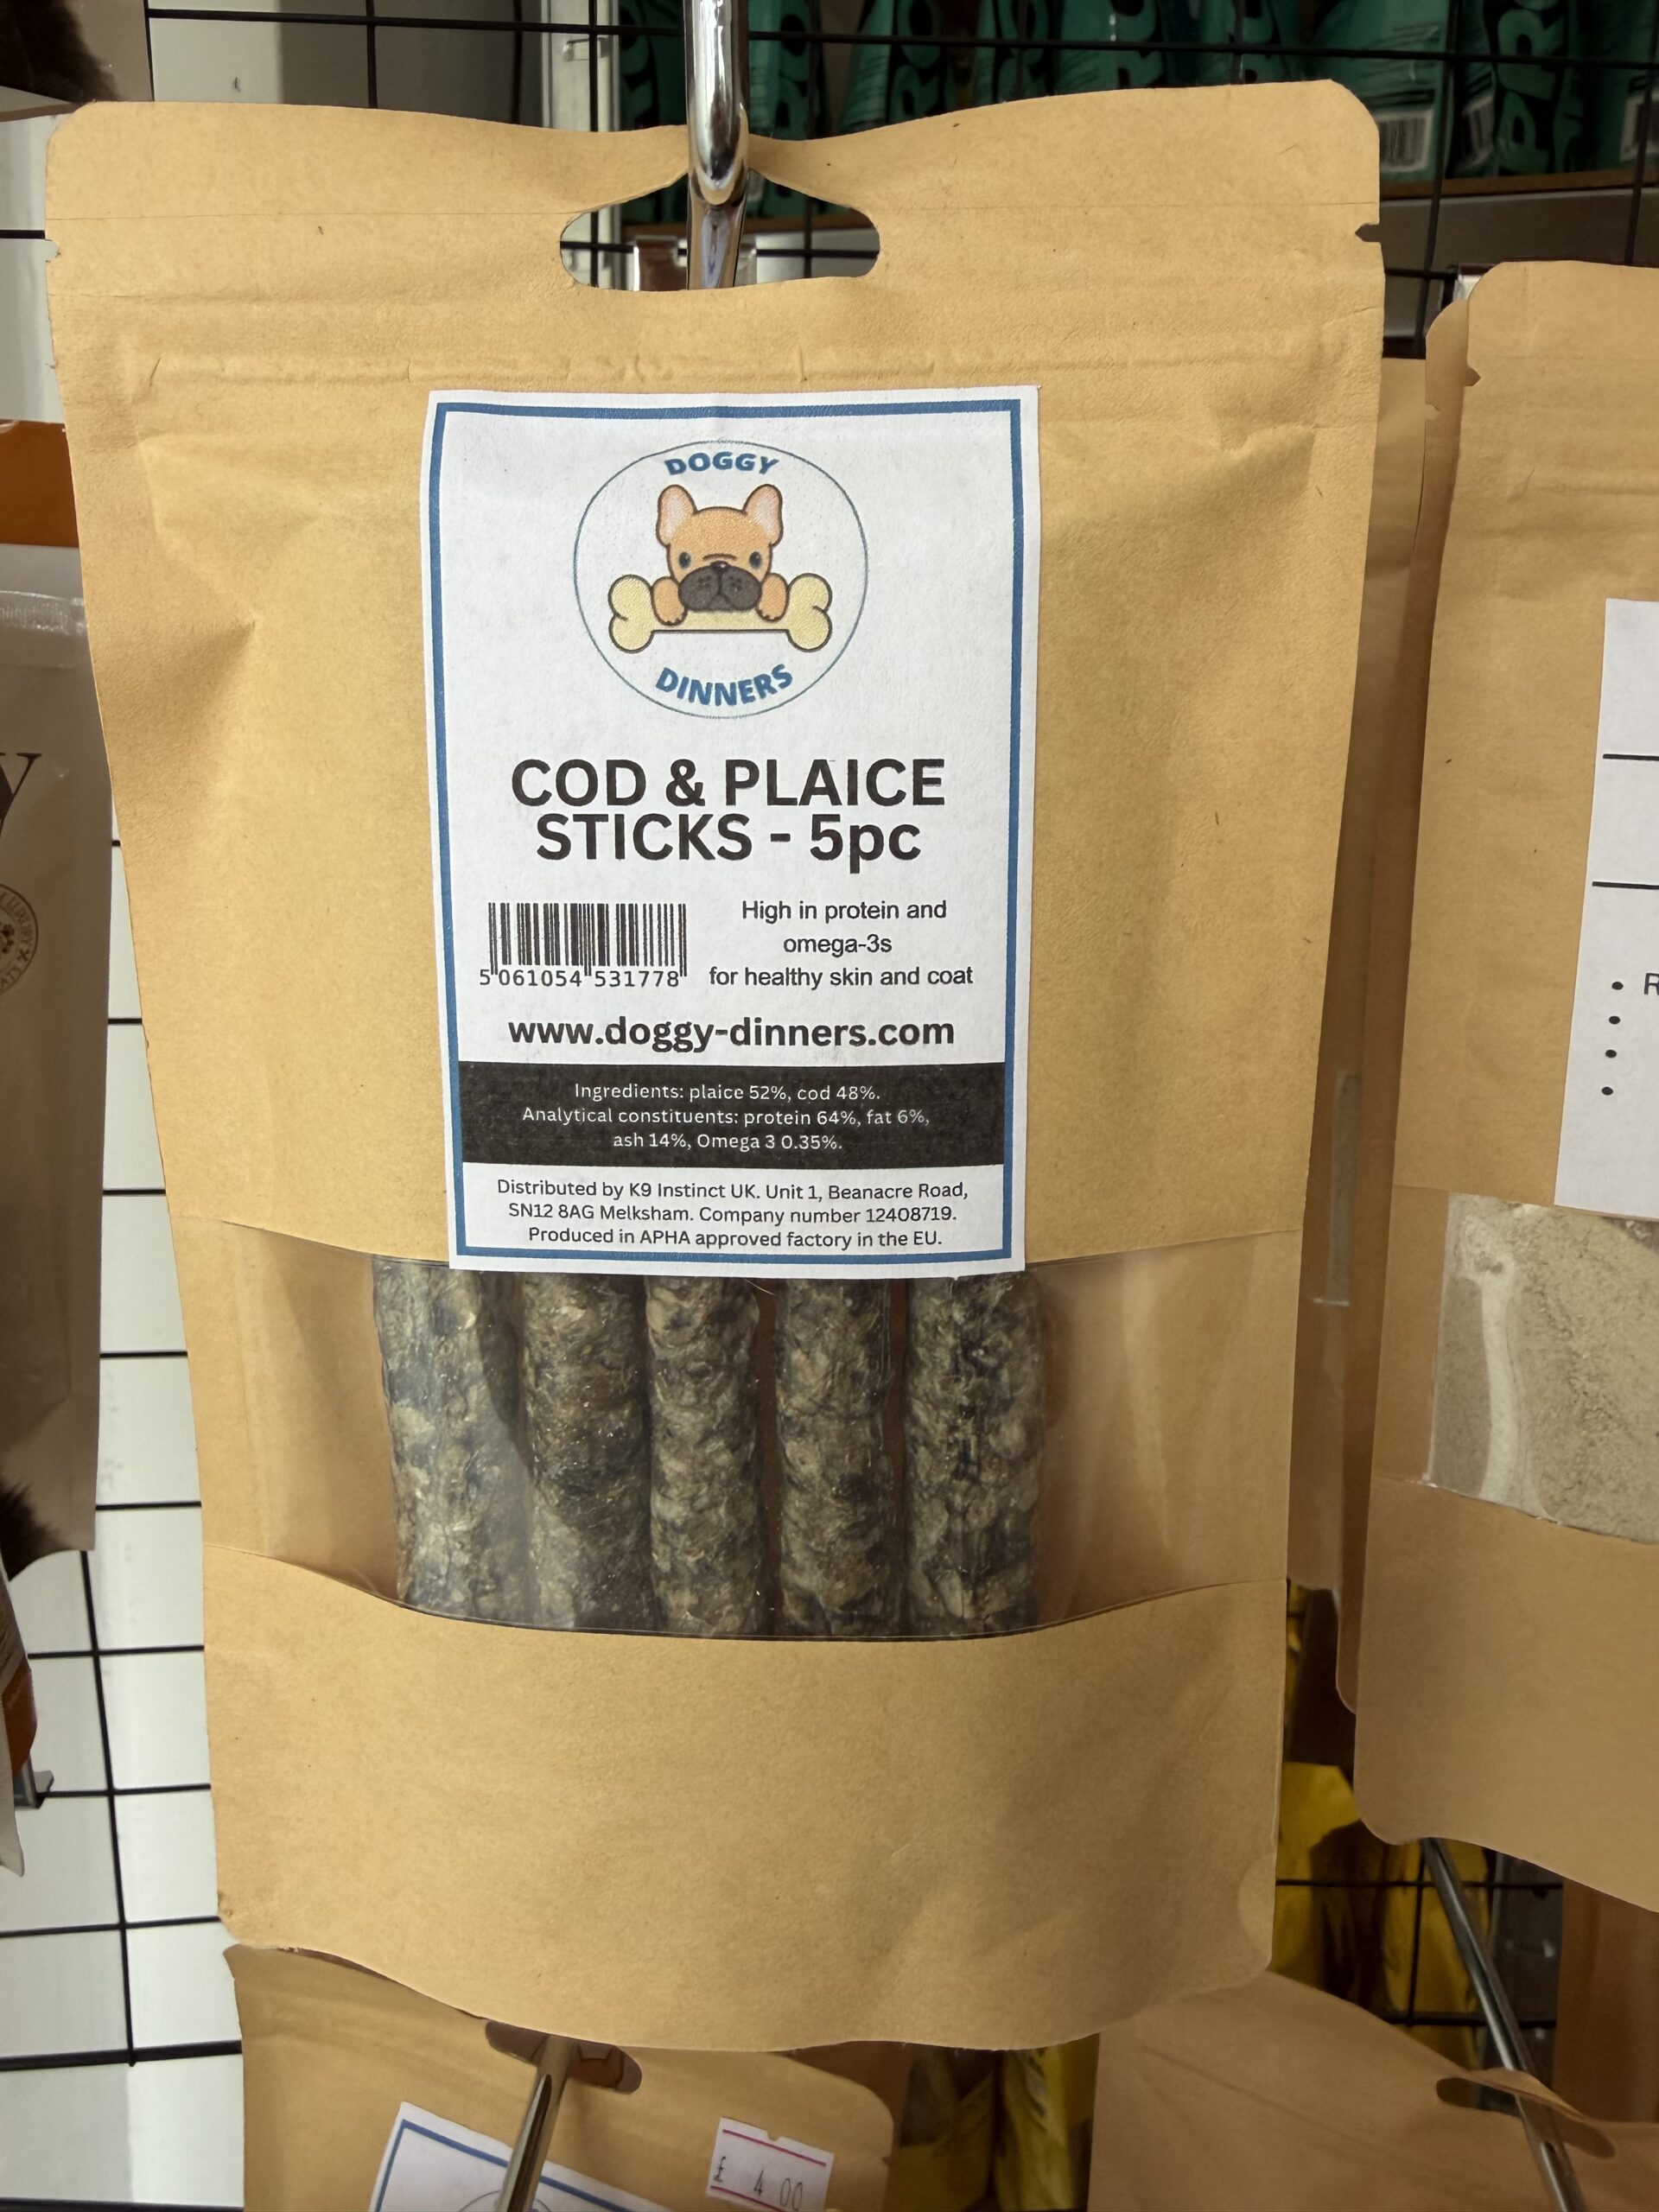 DOGGY
DINNERS
COD & PLAICE
STICKS - 5pc
High in protein and
omega-3s
for healthy skin and coat
5 061054 531778
www.doggy-dinners.com
Ingredients: plaice 52%, cod 48%.
Analytical constituents: protein 64%, fat 6%,
ash 14%, Omega 3 0.35%.
Distributed by K9 Instinct UK. Unit 1, Beanacre Road,
SN12 8AG Melksham. Company number 12408719.
Produced in APHA approved factory in the EU.
£ 4.00